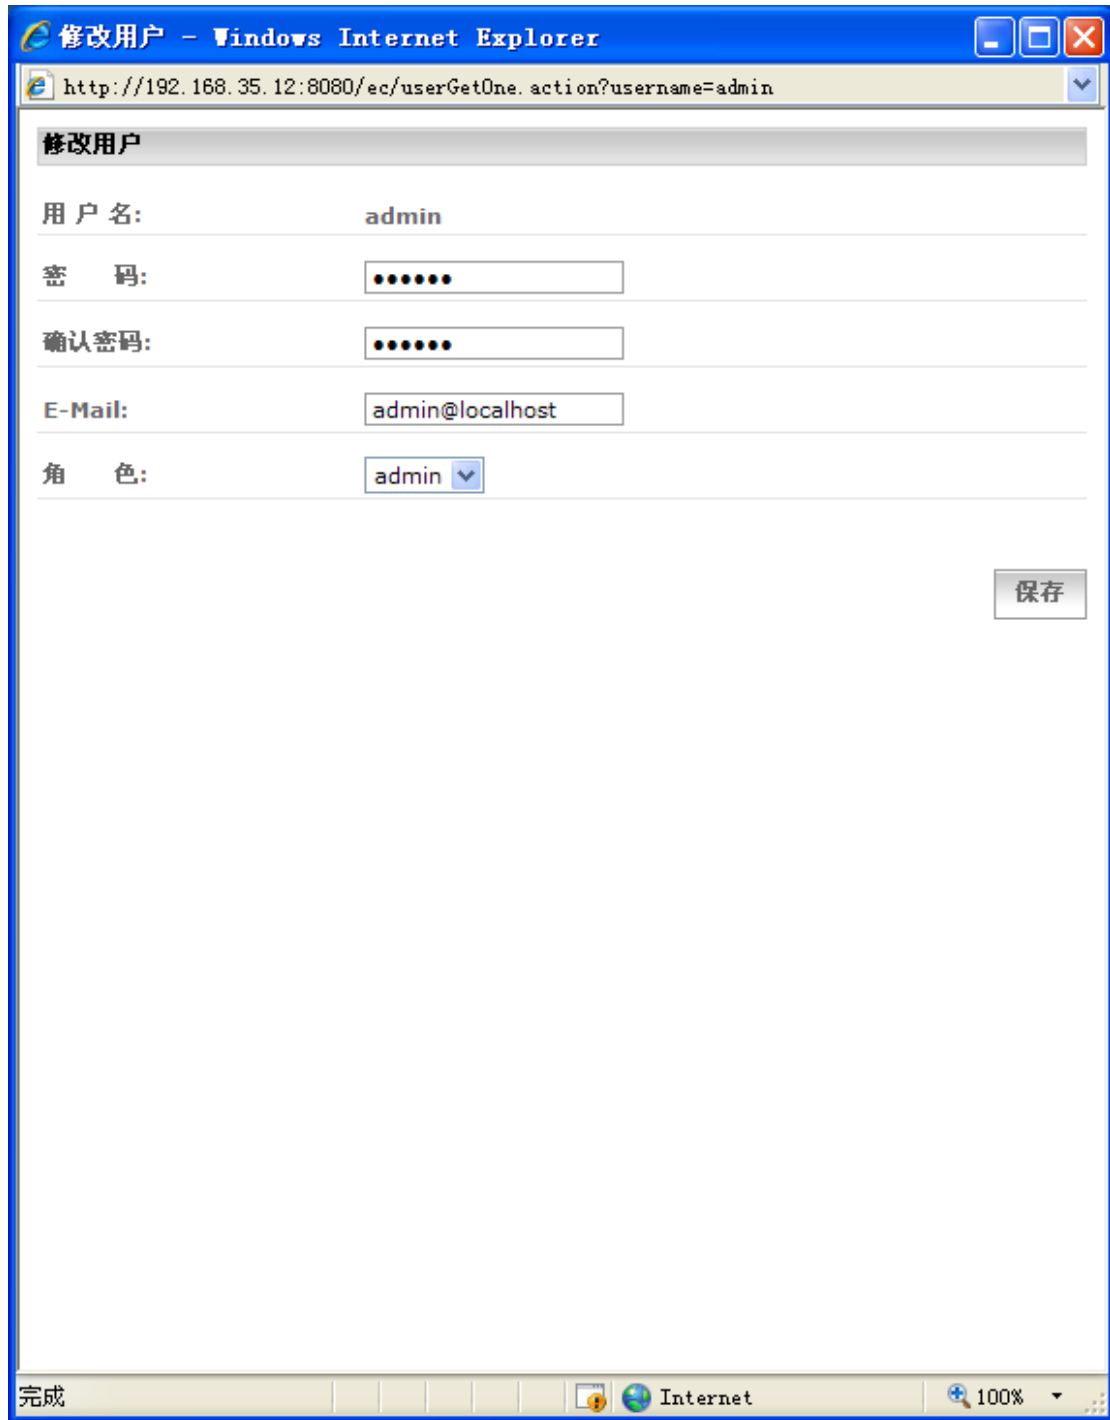 修改用户 - Windows Internet Explorer
http://192.168.35.12:8080/ec/userGetOne.action?username=admin
修改用户
用 户 名: admin
密 码: ••••••
确认密码: ••••••
E-Mail: admin@localhost
角 色: admin
保存
完成 Internet 100%